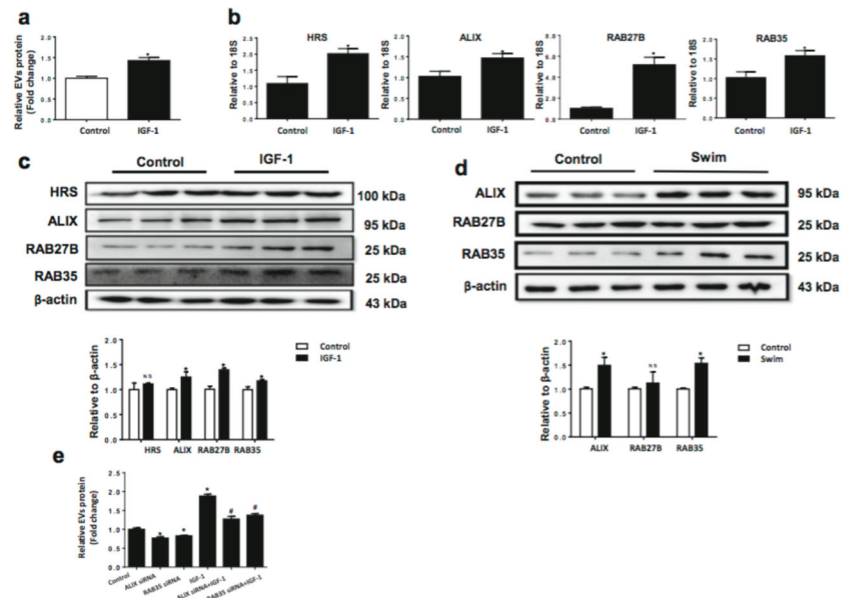 a
Relative EVs protein
(Fold change)
2.0
1.5
1.0
0.5
0.0
*
Control
IGF-1
b
HRS
Relative to 18S
2.5
2.0
1.5
1.0
0.5
0.0
*
Control
IGF-1
ALIX
Relative to 18S
2.0
1.5
1.0
0.5
0.0
*
Control
IGF-1
RAB27B
Relative to 18S
8.0
6.0
4.0
2.0
0.0
*
Control
IGF-1
RAB35
Relative to 18S
2.0
1.5
1.0
0.5
0.0
*
Control
IGF-1
c
Control IGF-1
HRS 100 kDa
ALIX 95 kDa
RAB27B 25 kDa
RAB35 25 kDa
β-actin 43 kDa
Relative to β-actin
2.0
1.5
1.0
0.5
0.0
Control
IGF-1
N S
*
*
*
HRS ALIX RAB27B RAB35
d
Control Swim
ALIX 95 kDa
RAB27B 25 kDa
RAB35 25 kDa
β-actin 43 kDa
Relative to β-actin
2.0
1.5
1.0
0.5
0.0
Control
Swim
*
N S
*
ALIX RAB27B RAB35
e
Relative EVs protein
(Fold change)
2.5
2.0
1.5
1.0
0.5
0.0
*
*
*
#
#
Control
ALIX siRNA
RAB35 siRNA
IGF-1
ALIX siRNA+IGF-1
RAB35 siRNA+IGF-1